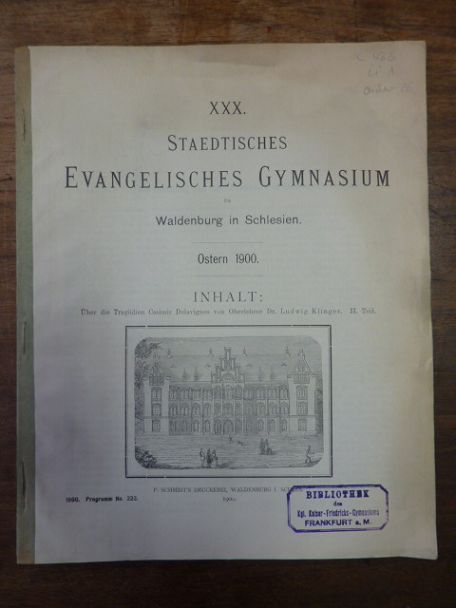 XXX.
STAEDTISCHES
EVANGELISCHES GYMNASIUM
ZU
Waldenburg in Schlesien.
Ostern 1900.
INHALT:
Über die Tragödien Casimir Delavignes von Oberlehrer Dr. Ludwig Klinger. II. Teil.
P. SCHMIDT'S DRUCKEREI, WALDENBURG I.
1900.
1900. Programm No. 222.
BIBLIOTHEK
des
Kgl. Kaiser-Friedrichs-Gymnasiums
FRANKFURT a. M.